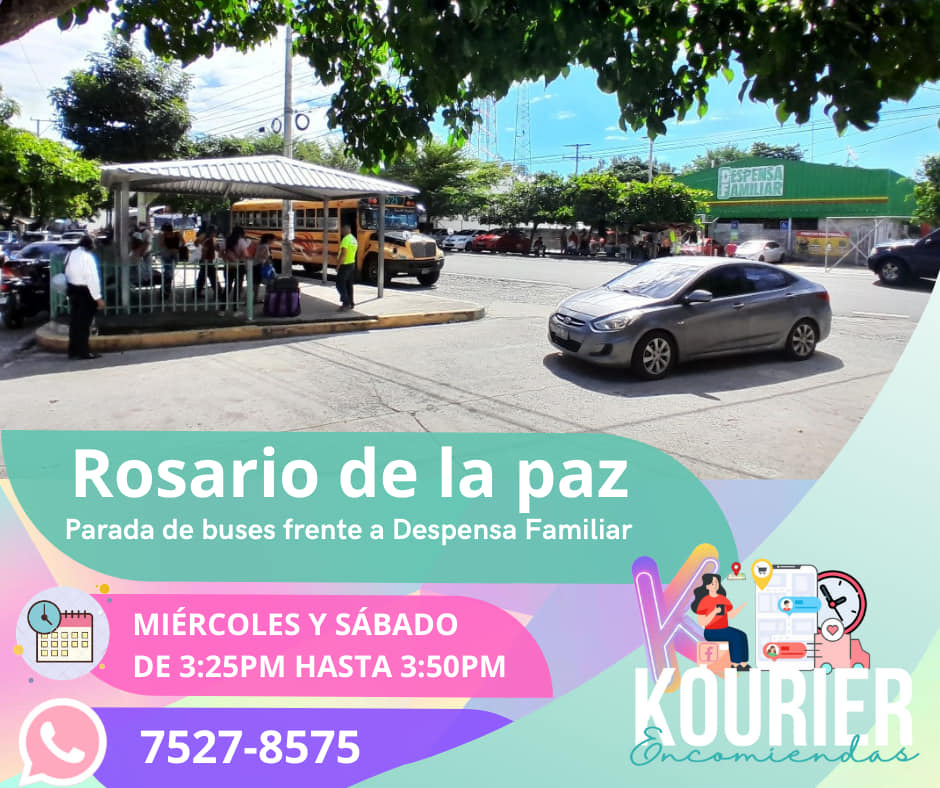 DESPENSA
FAMILIAR
Rosario de la paz
Parada de buses frente a Despensa Familiar
MIÉRCOLES Y SÁBADO
DE 3:25PM HASTA 3:50PM
7527-8575
K
KOURIER
Encomiendas